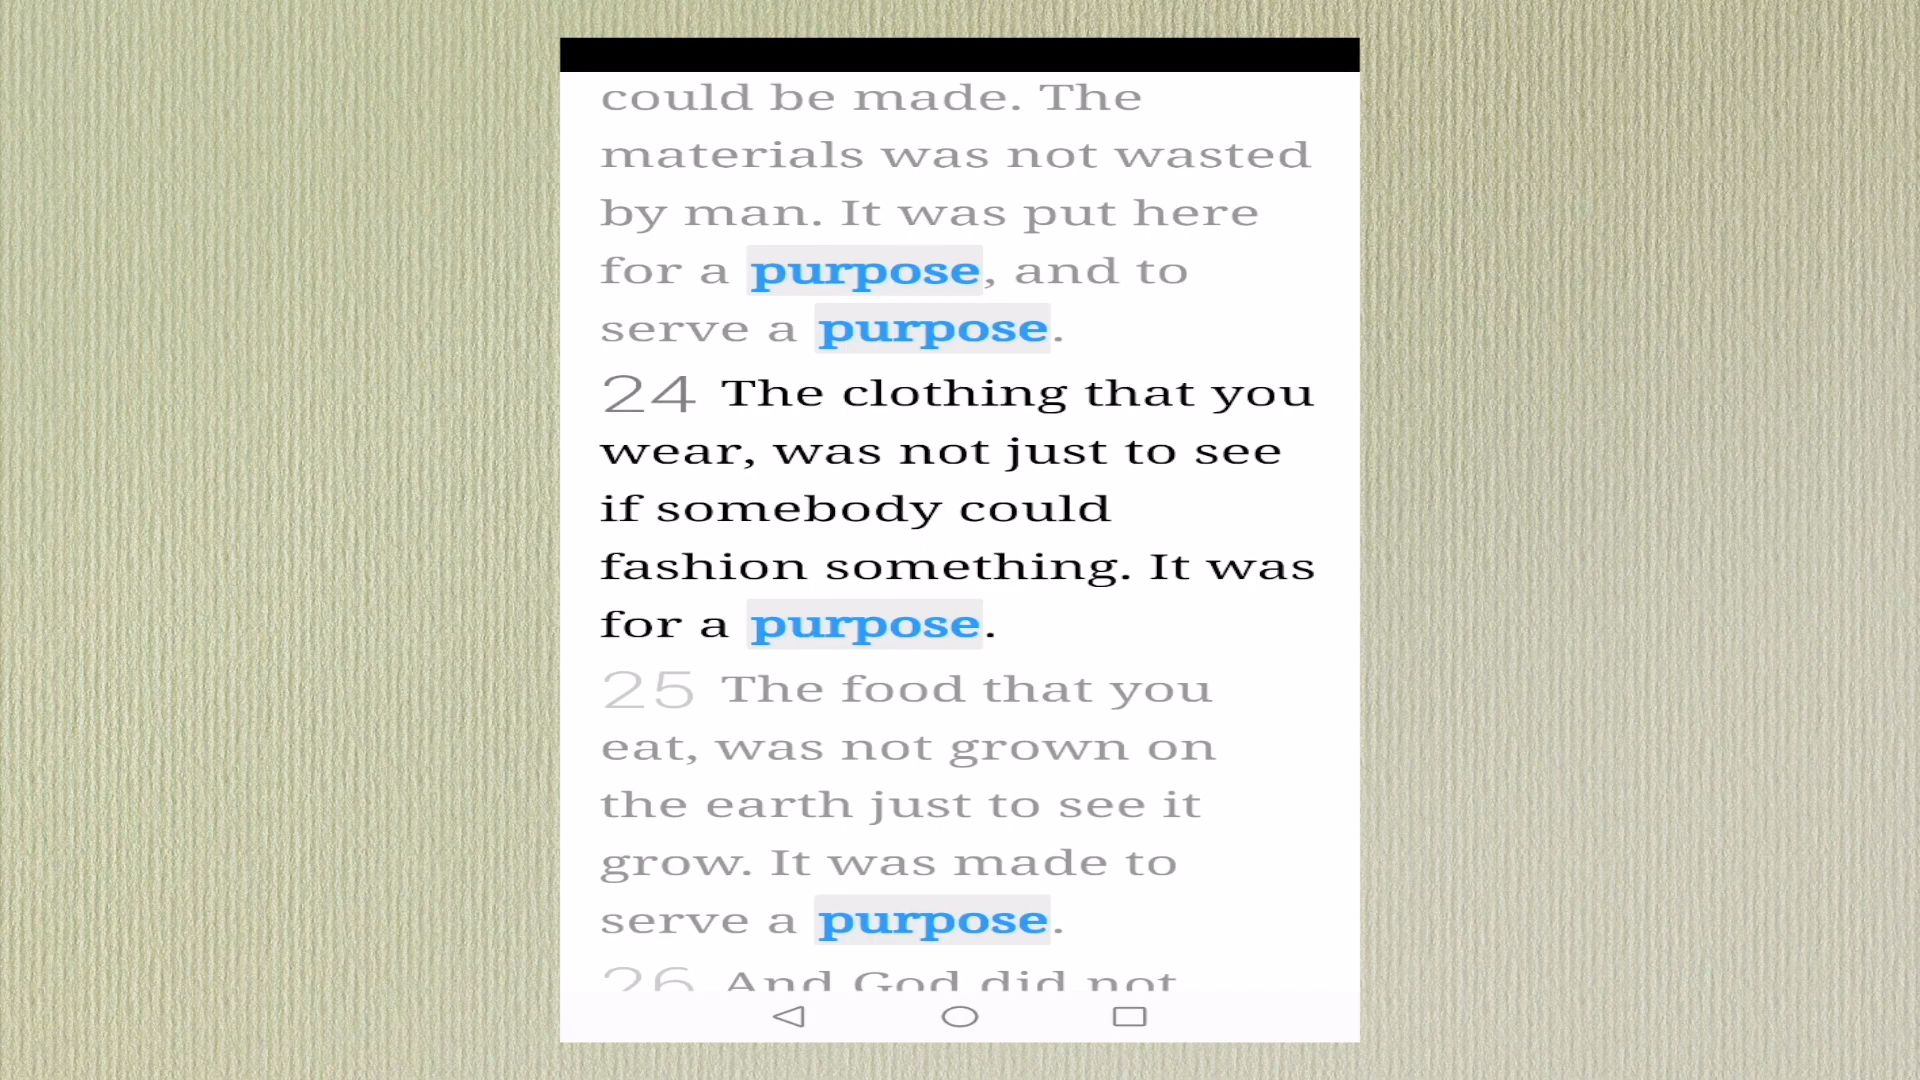 could be made. The
materials was not wasted
by man. It was put here
for a purpose, and to
serve a purpose.
24 The clothing that you
wear, was not just to see
if somebody could
fashion something. It was
for a purpose.
25 The food that you
eat, was not grown on
the earth just to see it
grow. It was made to
serve a purpose.
26 And God did not